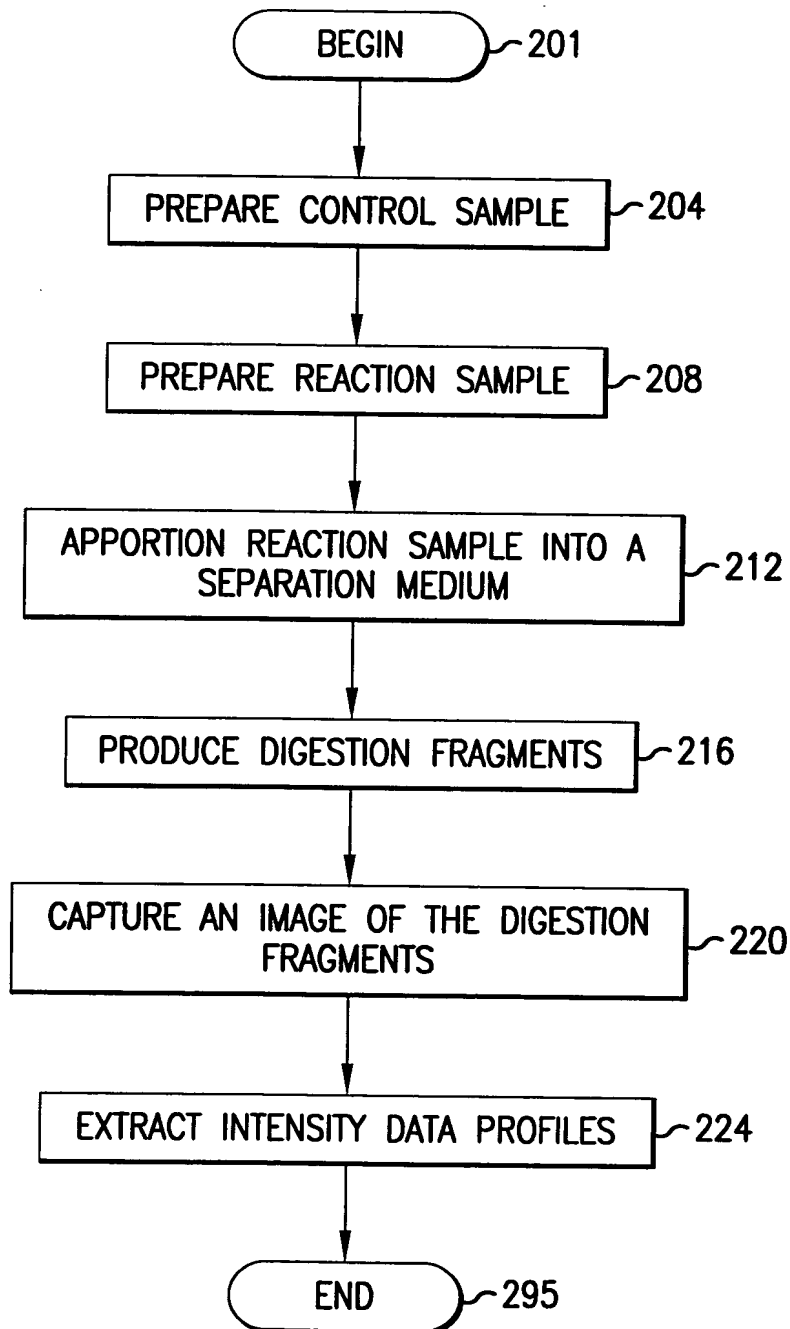 BEGIN 201
PREPARE CONTROL SAMPLE 204
PREPARE REACTION SAMPLE 208
APPORTION REACTION SAMPLE INTO A
SEPARATION MEDIUM 212
PRODUCE DIGESTION FRAGMENTS 216
CAPTURE AN IMAGE OF THE DIGESTION
FRAGMENTS 220
EXTRACT INTENSITY DATA PROFILES 224
END 295